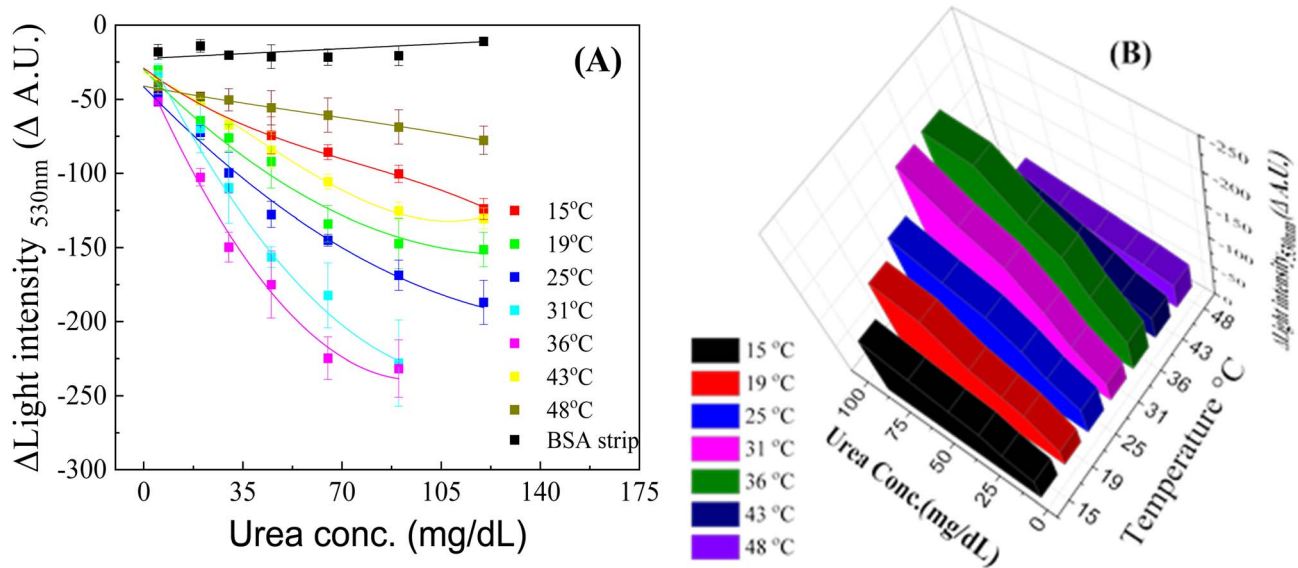 (A)
0
-50
-100
-150
-200
-250
-300
ΔLight intensity 530nm (Δ A.U.)
15°C
19°C
25°C
31°C
36°C
43°C
48°C
BSA strip
0 35 70 105 140 175
Urea conc. (mg/dL)
(B)
-250
-200
-150
-100
-50
0
Light intensity530nm(Δ A.U.)
48
43
36
31
25
19
15
Temperature °C
100
75
50
25
0
Urea Conc.(mg/dL)
15 °C
19 °C
25 °C
31 °C
36 °C
43 °C
48 °C